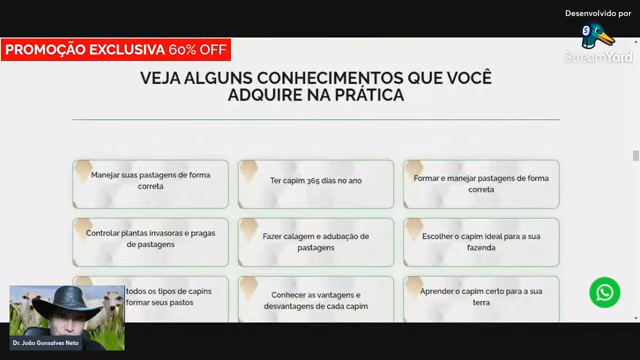 Desenvolvido por
StreamYard
PROMOÇÃO EXCLUSIVA 60% OFF
VEJA ALGUNS CONHECIMENTOS QUE VOCÊ
ADQUIRE NA PRÁTICA
Manejar suas pastagens de forma
correta
Ter capim 365 dias no ano
Formar e manejar pastagens de forma
correta
Controlar plantas invasoras e pragas
de pastagens
Fazer calagem e adubação de
pastagens
Escolher o capim ideal para a sua
fazenda
todos os tipos de capins
formar seus pastos
Conhecer as vantagens e
desvantagens de cada capim
Aprender o capim certo para a sua
terra
Dr. João Gonsalves Neto